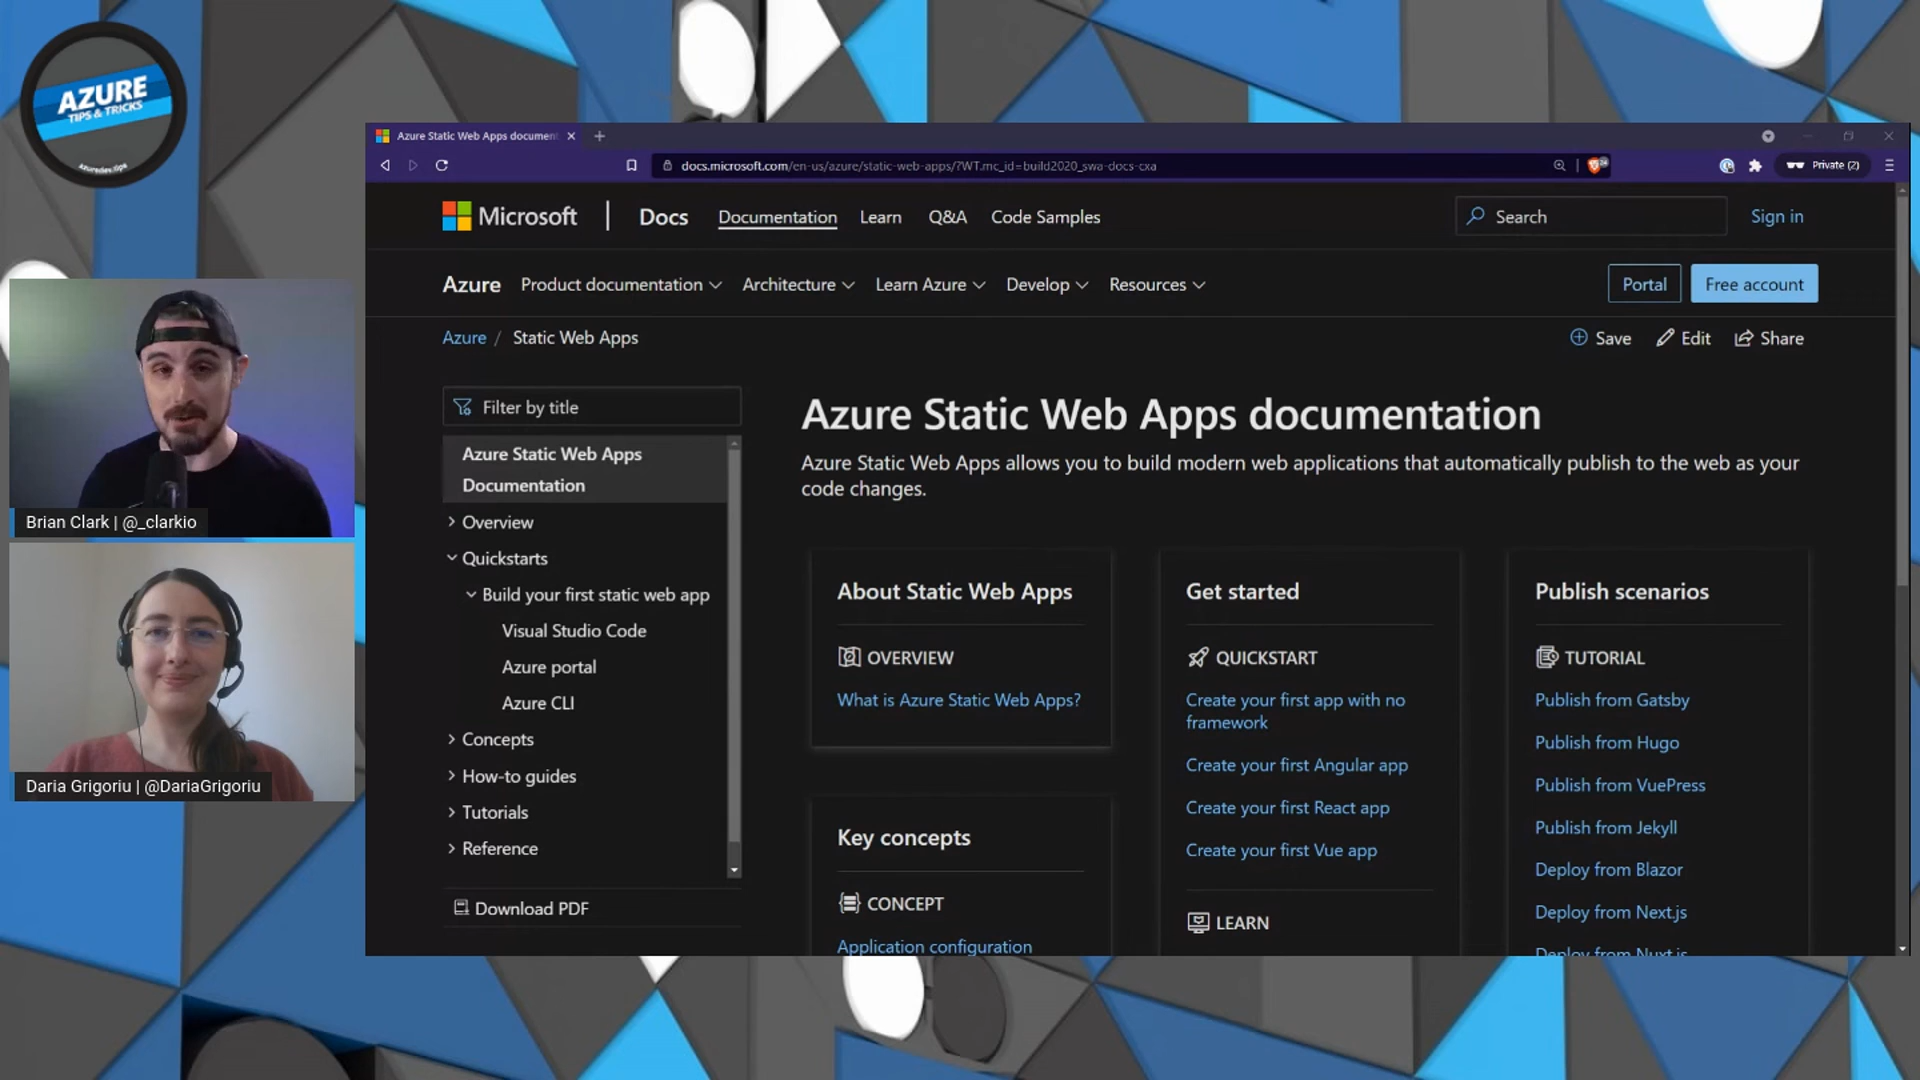 AZURE
TIPS & TRICKS
azuredev.tips
Brian Clark | @_clarkio
Daria Grigoriu | @DariaGrigoriu
Azure Static Web Apps documen
docs.microsoft.com/en-us/azure/static-web-apps/?WT.mc_id=build2020_swa-docs-cxa
Private (2)
Microsoft | Docs Documentation Learn Q&A Code Samples Search Sign in
Azure Product documentation Architecture Learn Azure Develop Resources Portal Free account
Azure / Static Web Apps Save Edit Share
Filter by title
Azure Static Web Apps
Documentation
Overview
Quickstarts
Build your first static web app
Visual Studio Code
Azure portal
Azure CLI
Concepts
How-to guides
Tutorials
Reference
Download PDF
Azure Static Web Apps documentation
Azure Static Web Apps allows you to build modern web applications that automatically publish to the web as your
code changes.
About Static Web Apps
OVERVIEW
What is Azure Static Web Apps?
Key concepts
CONCEPT
Application configuration
Get started
QUICKSTART
Create your first app with no
framework
Create your first Angular app
Create your first React app
Create your first Vue app
LEARN
Publish scenarios
TUTORIAL
Publish from Gatsby
Publish from Hugo
Publish from VuePress
Publish from Jekyll
Deploy from Blazor
Deploy from Next.js
Deploy from Nuxt.js